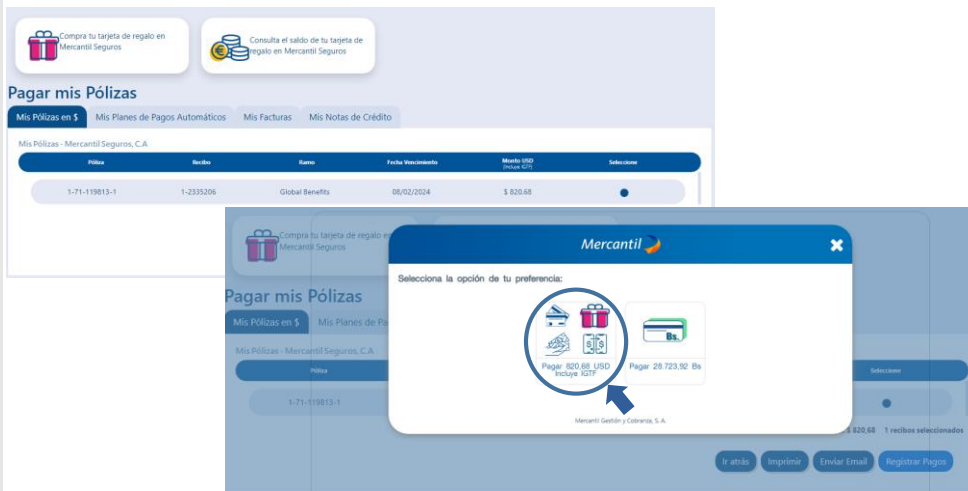 Compra tu tarjeta de regalo en
Mercantil Seguros
Consulta el saldo de tu tarjeta de
regalo en Mercantil Seguros
Pagar mis Pólizas
Mis Pólizas en $ Mis Planes de Pagos Automáticos Mis Facturas Mis Notas de Crédito
Mis Pólizas - Mercantil Seguros, C.A
Póliza Recibo Ramo Fecha Vencimiento Monto USD Seleccione
(Incluye IGTF)
1-71-119813-1 1-2335206 Global Benefits 08/02/2024 $ 820.68
Compra tu tarjeta de regalo en
Mercantil Seguros
Pagar mis Pólizas
Mis Pólizas en $ Mis Planes de Pa
Mis Pólizas - Mercantil Seguros, C.A
Póliza Seleccione
1-71-119813-1
Mercantil
Selecciona la opción de tu preferencia:
Bs.
Pagar 820,68 USD
Incluye IGTF
Pagar 28.723,92 Bs
Mercantil Gestión y Cobranza, S. A.
$ 820,68 1 recibos seleccionados
Ir atrás Imprimir Enviar Email Registrar Pagos